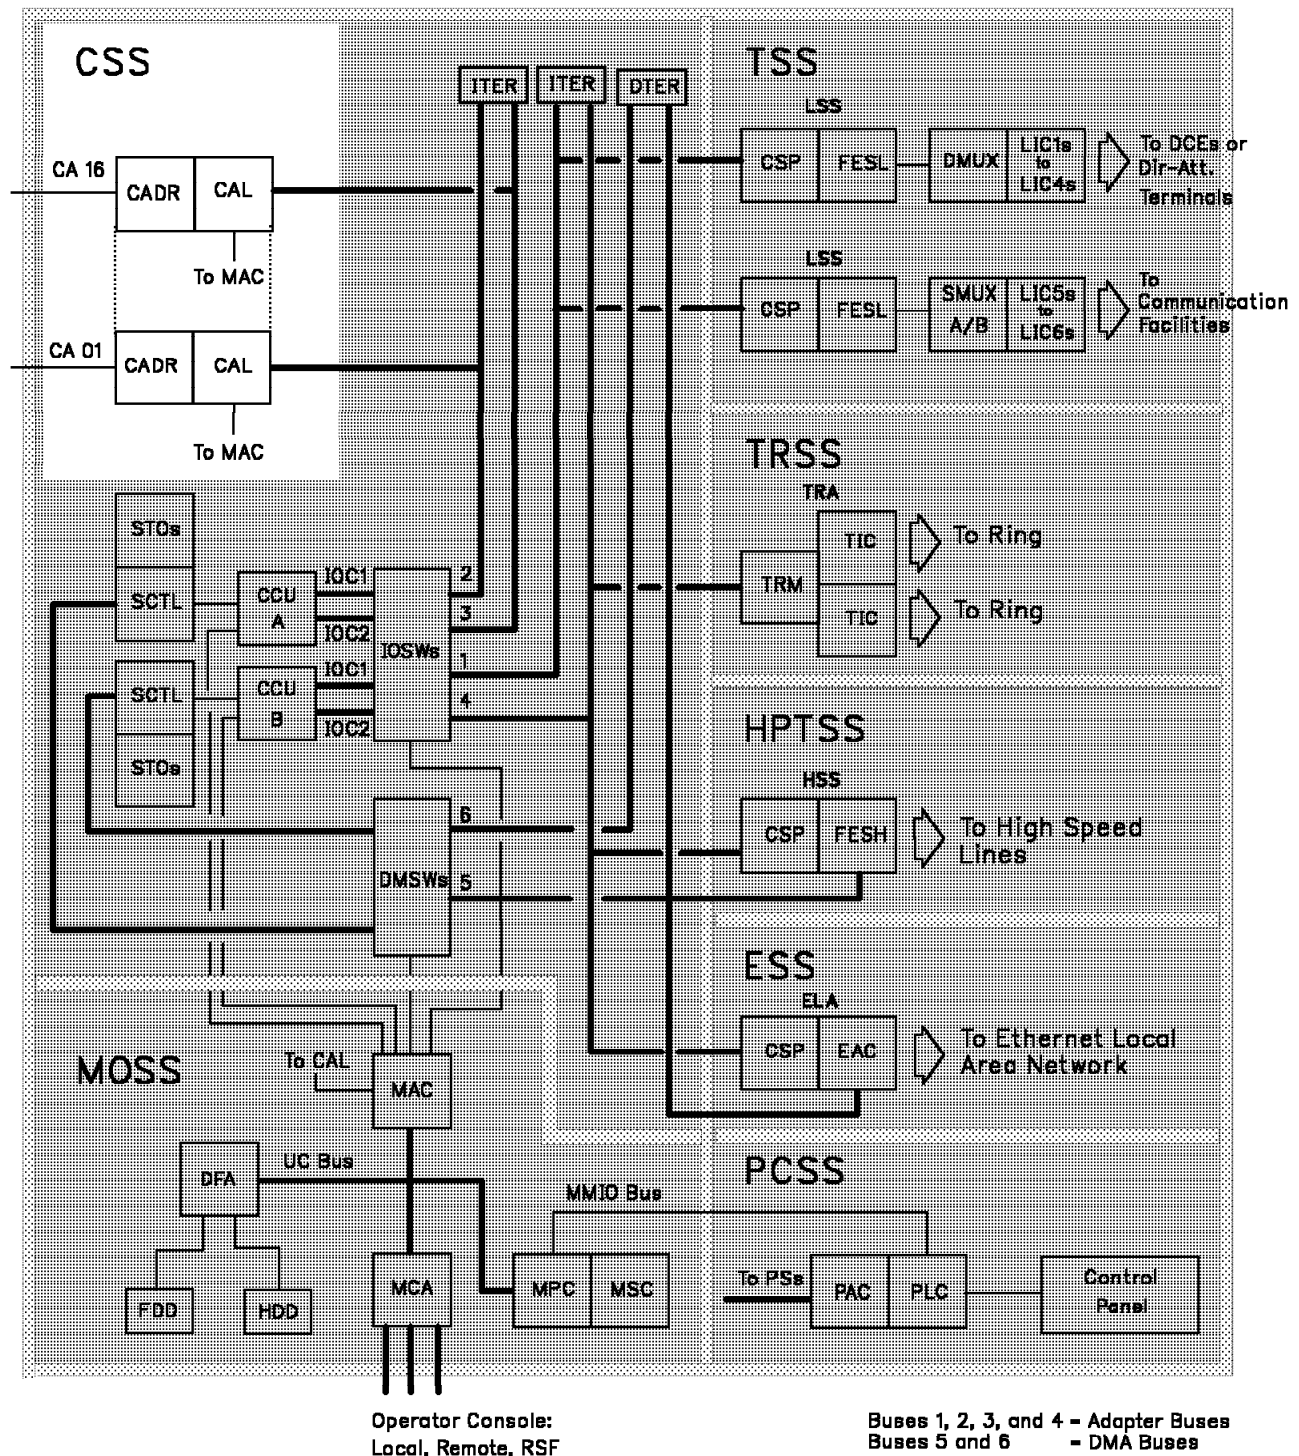 CSS
TSS
ITER
ITER
DTER
LSS
CA 16
CADR
CAL
To MAC
CSP
FESL
DMUX
LIC1s
to
LIC4s
To DCEs or
Dir-Att.
Terminals
LSS
CSP
FESL
SMUX
A/B
LIC5s
to
LIC6s
To
Communication
Facilities
CA 01
CADR
CAL
To MAC
TRSS
TRA
TIC
To Ring
TRM
TIC
To Ring
STOs
SCTL
CCU
A
IOC1
IOC2
IOSWs
2
3
1
4
SCTL
STOs
CCU
B
IOC1
IOC2
HPTSS
HSS
CSP
FESH
To High Speed
Lines
DMSWs
6
5
ESS
ELA
CSP
EAC
To Ethernet Local
Area Network
MOSS
To CAL
MAC
DFA
UC Bus
FDD
HDD
MCA
MMIO Bus
MPC
MSC
PCSS
To PSs
PAC
PLC
Control
Panel
Operator Console:
Local, Remote, RSF
Buses 1, 2, 3, and 4 = Adapter Buses
Buses 5 and 6 = DMA Buses